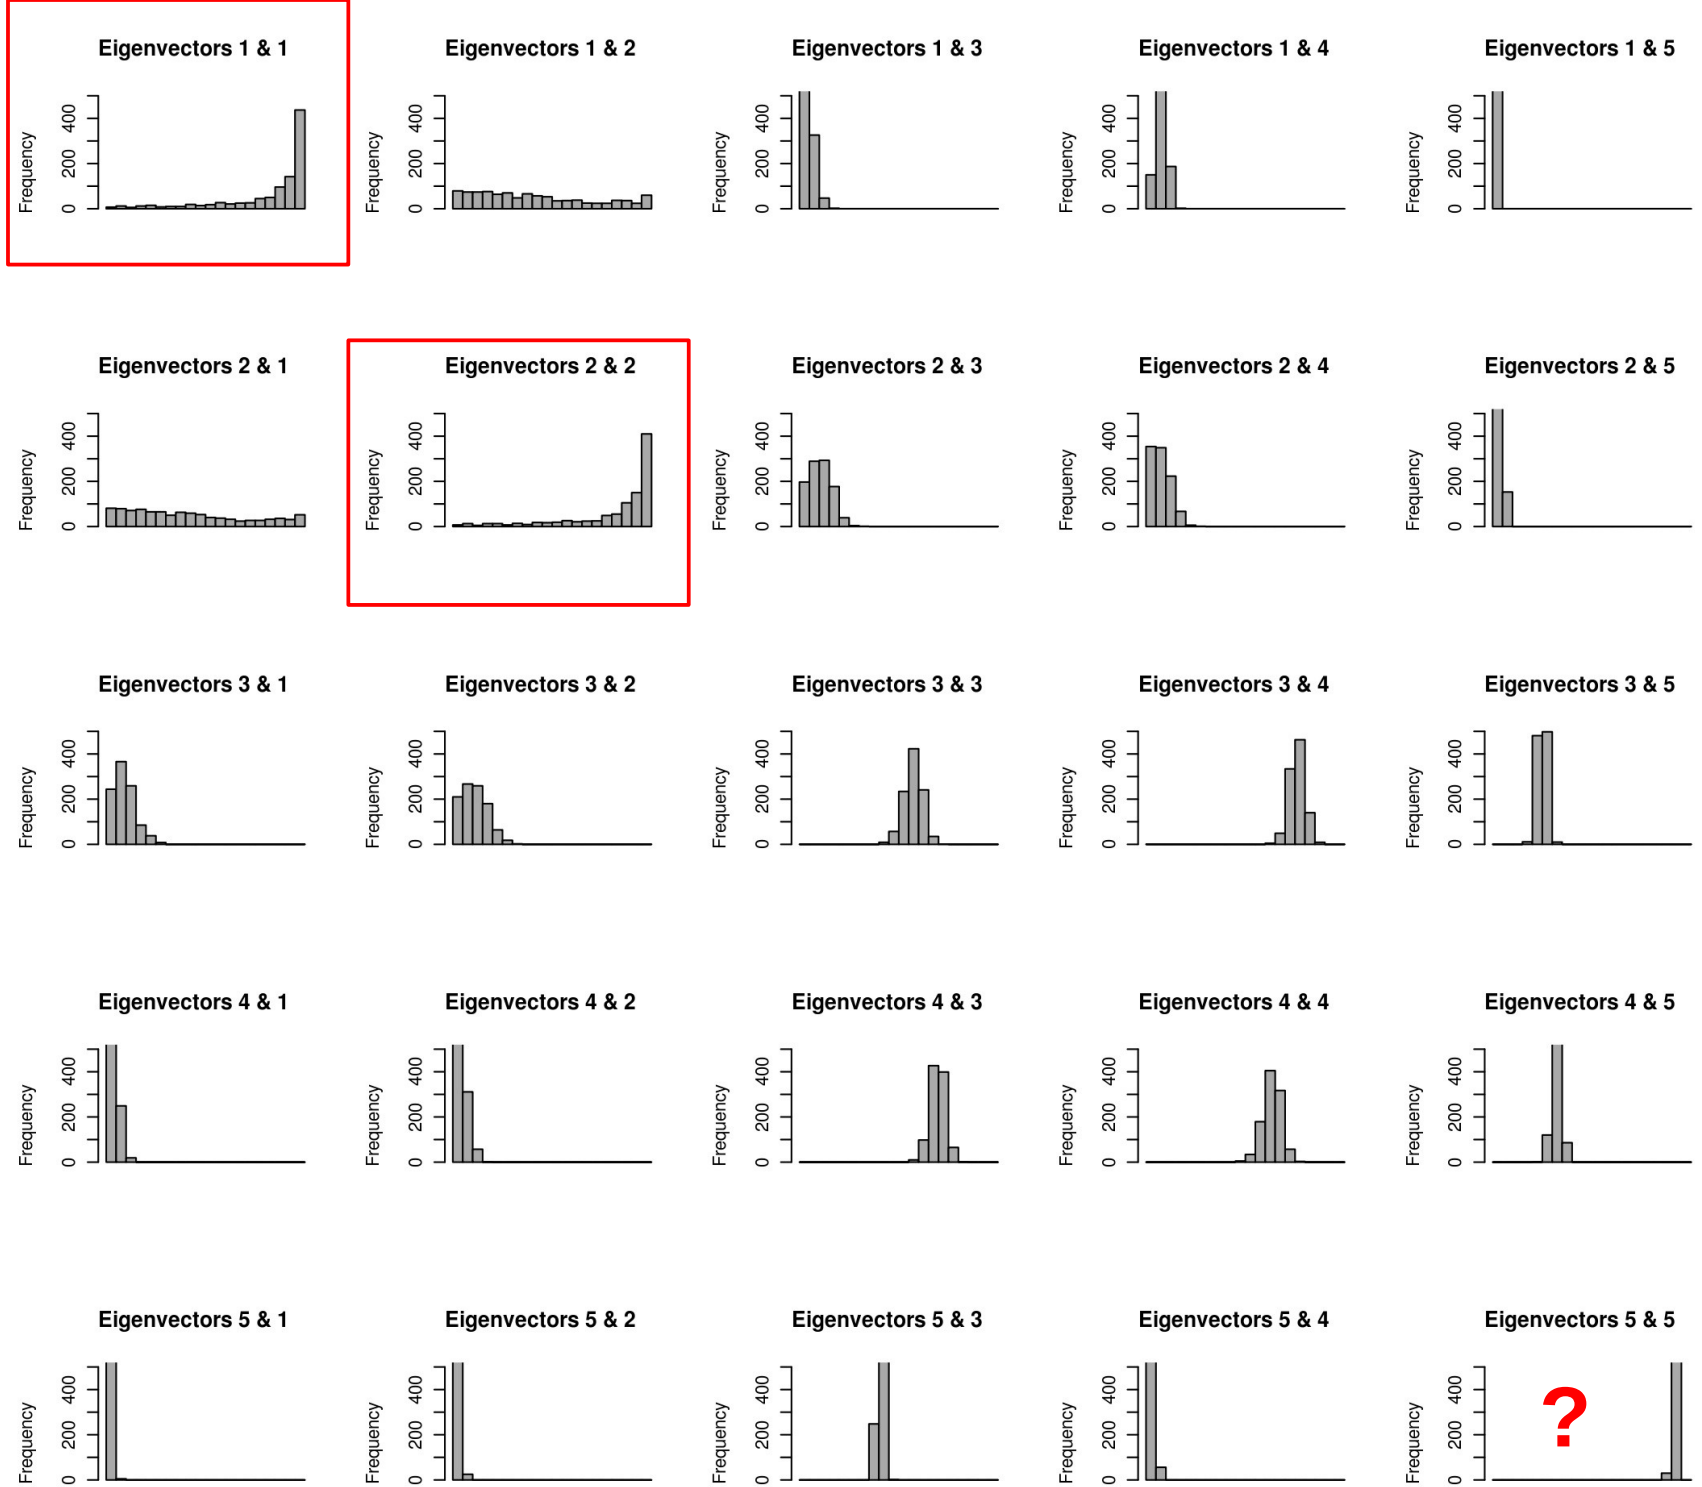 Eigenvectors 1 & 1 Eigenvectors 1 & 2 Eigenvectors 1 & 3 Eigenvectors 1 & 4 Eigenvectors 1 & 5
Frequency 0 200 400 Frequency 0 200 400 Frequency 0 200 400 Frequency 0 200 400 Frequency 0 200 400
Eigenvectors 2 & 1 Eigenvectors 2 & 2 Eigenvectors 2 & 3 Eigenvectors 2 & 4 Eigenvectors 2 & 5
Frequency 0 200 400 Frequency 0 200 400 Frequency 0 200 400 Frequency 0 200 400 Frequency 0 200 400
Eigenvectors 3 & 1 Eigenvectors 3 & 2 Eigenvectors 3 & 3 Eigenvectors 3 & 4 Eigenvectors 3 & 5
Frequency 0 200 400 Frequency 0 200 400 Frequency 0 200 400 Frequency 0 200 400 Frequency 0 200 400
Eigenvectors 4 & 1 Eigenvectors 4 & 2 Eigenvectors 4 & 3 Eigenvectors 4 & 4 Eigenvectors 4 & 5
Frequency 0 200 400 Frequency 0 200 400 Frequency 0 200 400 Frequency 0 200 400 Frequency 0 200 400
Eigenvectors 5 & 1 Eigenvectors 5 & 2 Eigenvectors 5 & 3 Eigenvectors 5 & 4 Eigenvectors 5 & 5
Frequency 0 200 400 Frequency 0 200 400 Frequency 0 200 400 Frequency 0 200 400 Frequency 0 200 400 ?